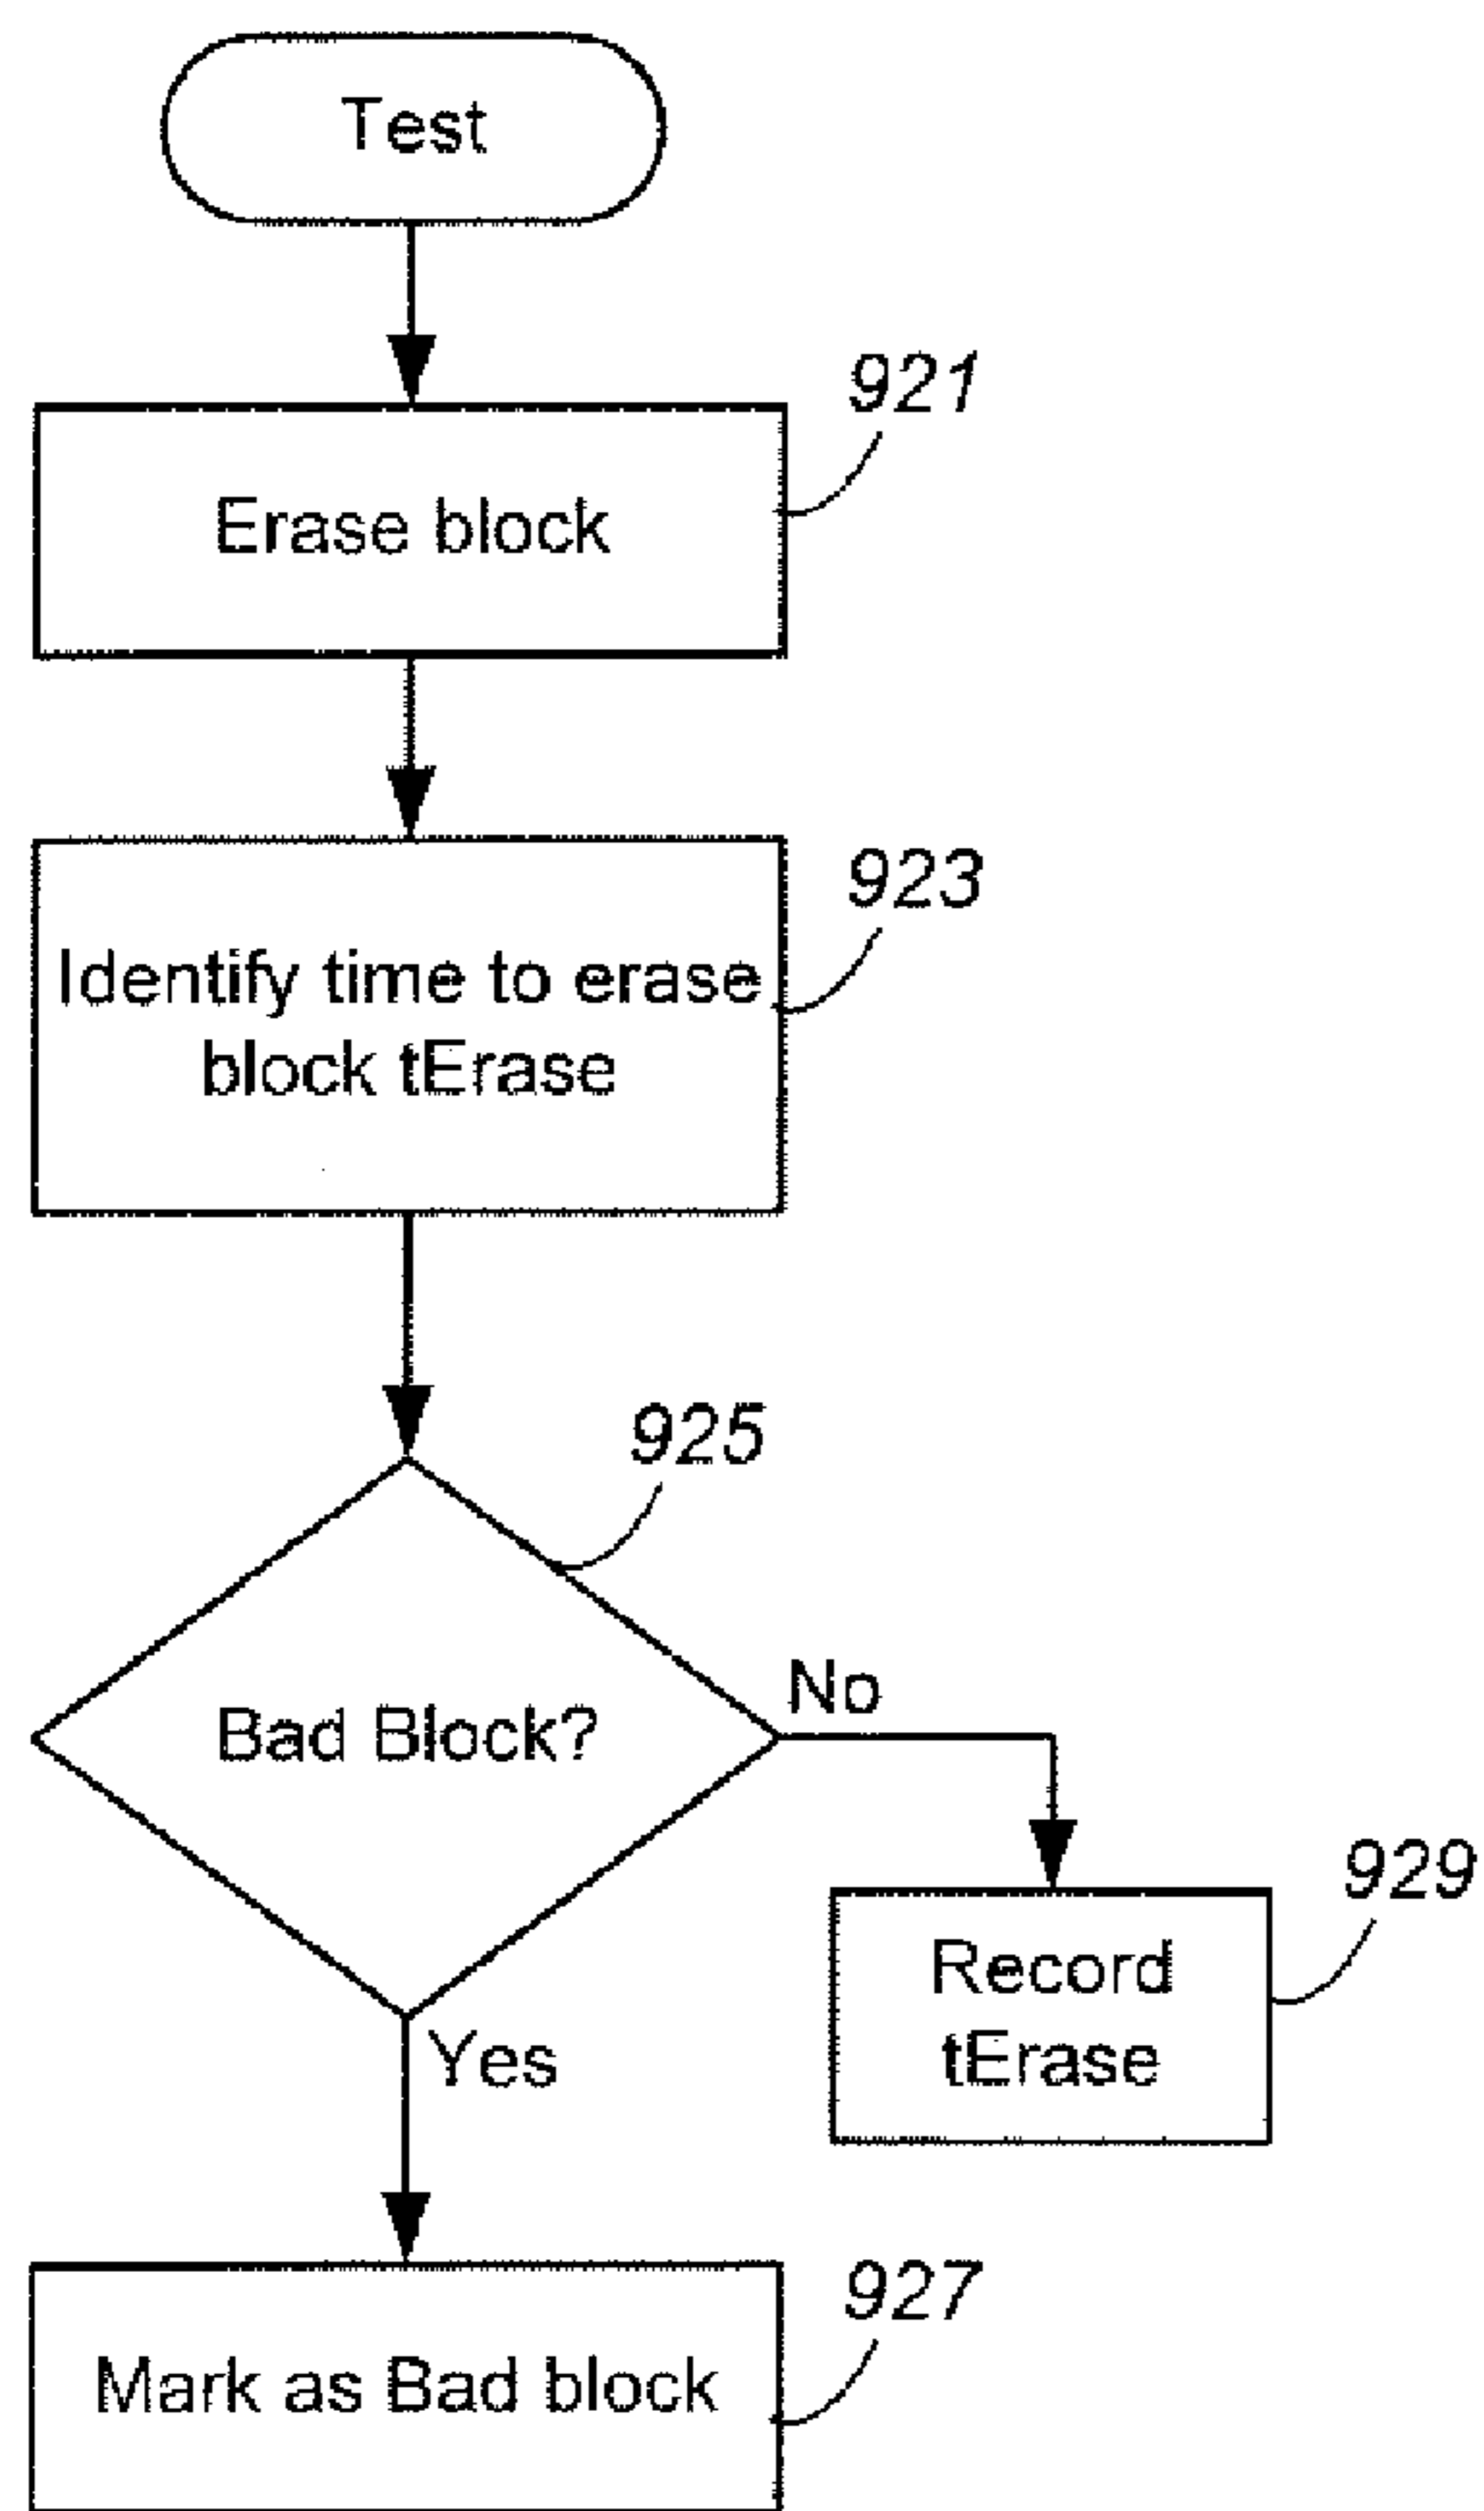 Test
921
Erase block
923
Identify time to erase
block tErase
925
Bad Block?
No
929
Record
tErase
Yes
927
Mark as Bad block